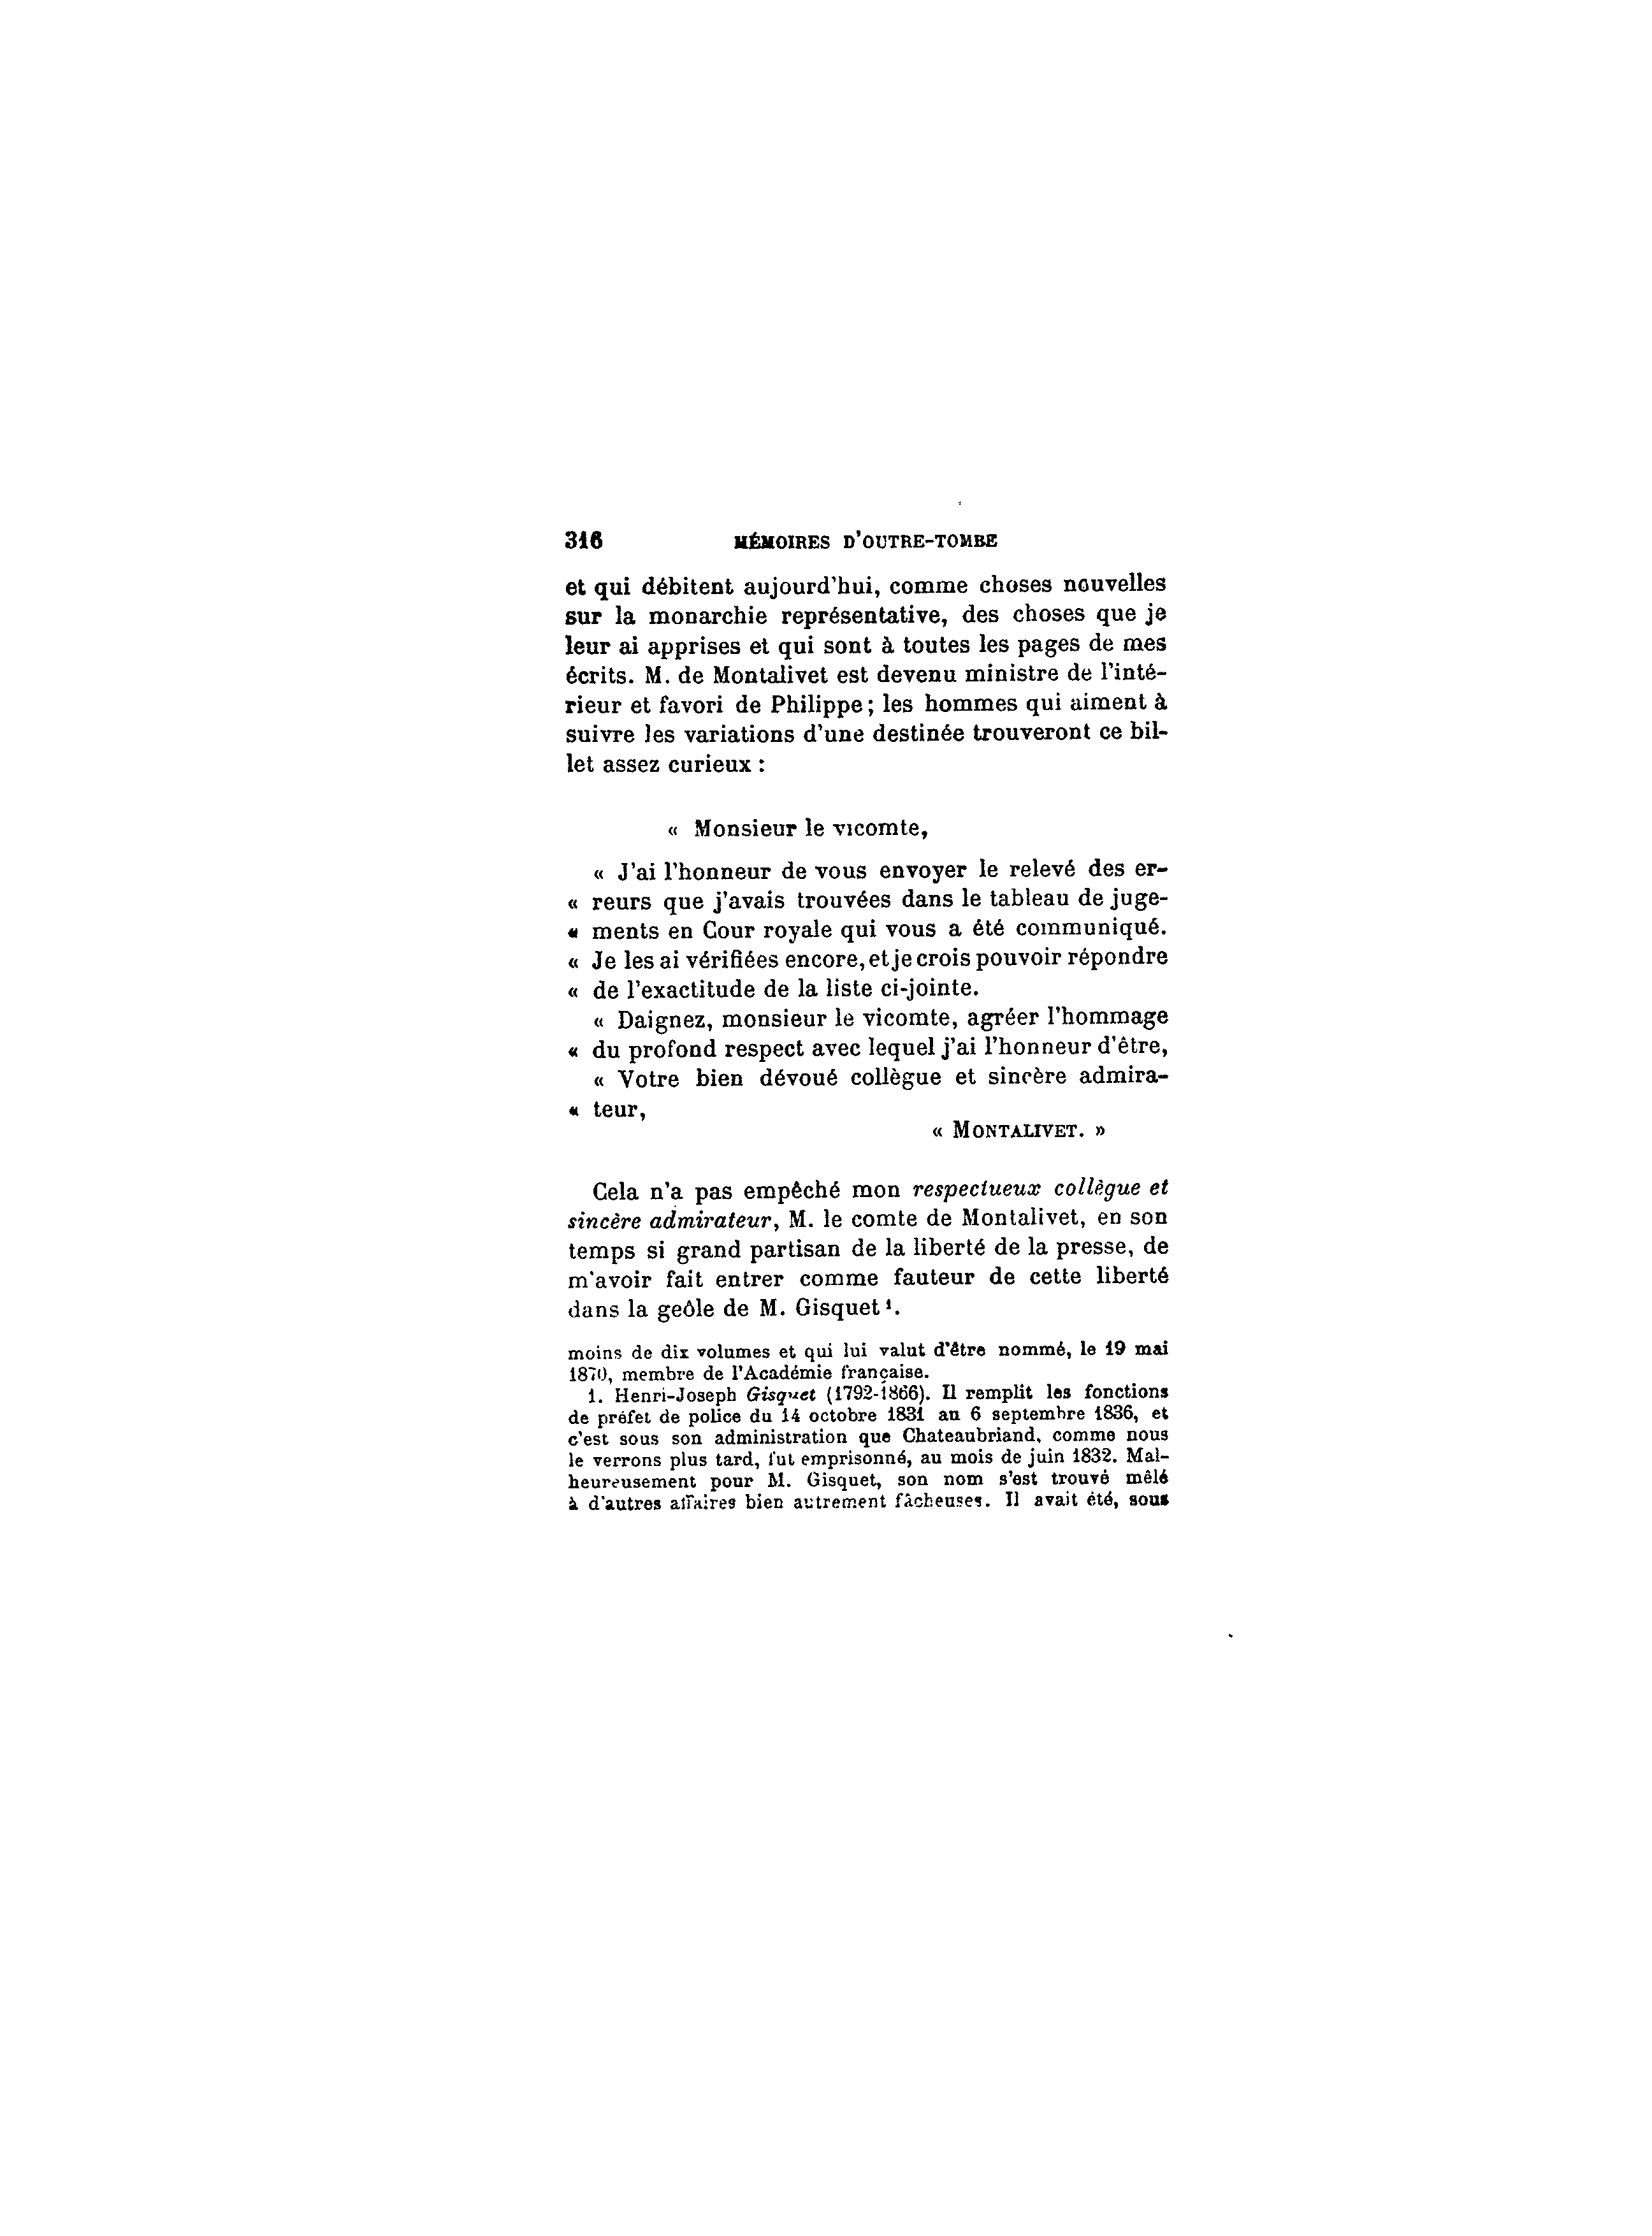 316 MÉMOIRES D'OUTRE-TOMBE
et qui débitent aujourd'hui, comme choses nouvelles
sur la monarchie représentative, des choses que je
leur ai apprises et qui sont à toutes les pages de mes
écrits. M. de Montalivet est devenu ministre de l'inté-
rieur et favori de Philippe; les hommes qui aiment à
suivre les variations d'une destinée trouveront ce bil-
let assez curieux :
« Monsieur le vicomte,
« J'ai l'honneur de vous envoyer le relevé des er-
« reurs que j'avais trouvées dans le tableau de juge-
« ments en Cour royale qui vous a été communiqué.
« Je les ai vérifiées encore, et je crois pouvoir répondre
« de l'exactitude de la liste ci-jointe.
« Daignez, monsieur le vicomte, agréer l'hommage
« du profond respect avec lequel j'ai l'honneur d'être,
« Votre bien dévoué collègue et sincère admira-
« teur,
« MONTALIVET. »
Cela n'a pas empêché mon respectueux collègue et
sincère admirateur, M. le comte de Montalivet, en son
temps si grand partisan de la liberté de la presse, de
m'avoir fait entrer comme fauteur de cette liberté
dans la geôle de M. Gisquet¹.
moins de dix volumes et qui lui valut d'être nommé, le 19 mai
1870, membre de l'Académie française.
1. Henri-Joseph Gisquet (1792-1866). Il remplit les fonctions
de préfet de police du 14 octobre 1831 au 6 septembre 1836, et
c'est sous son administration que Chateaubriand, comme nous
le verrons plus tard, fut emprisonné, au mois de juin 1832. Mal-
heureusement pour M. Gisquet, son nom s'est trouvé mêlé
à d'autres affaires bien autrement fâcheuses. Il avait été, sous